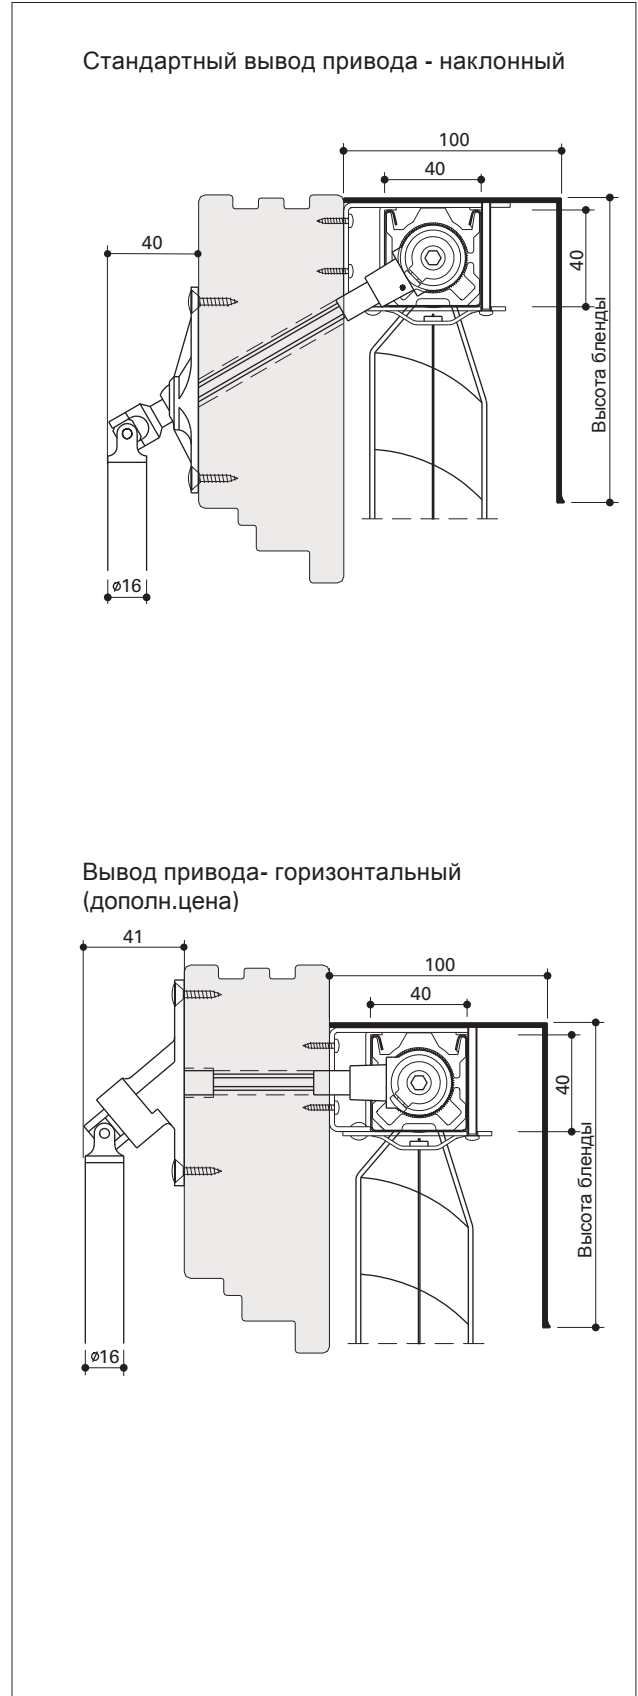 Стандартный вывод привода - наклонный
100
40
40
40
Высота бленды
ø16
Вывод привода- горизонтальный
(дополн.цена)
41
100
40
40
Высота бленды
ø16